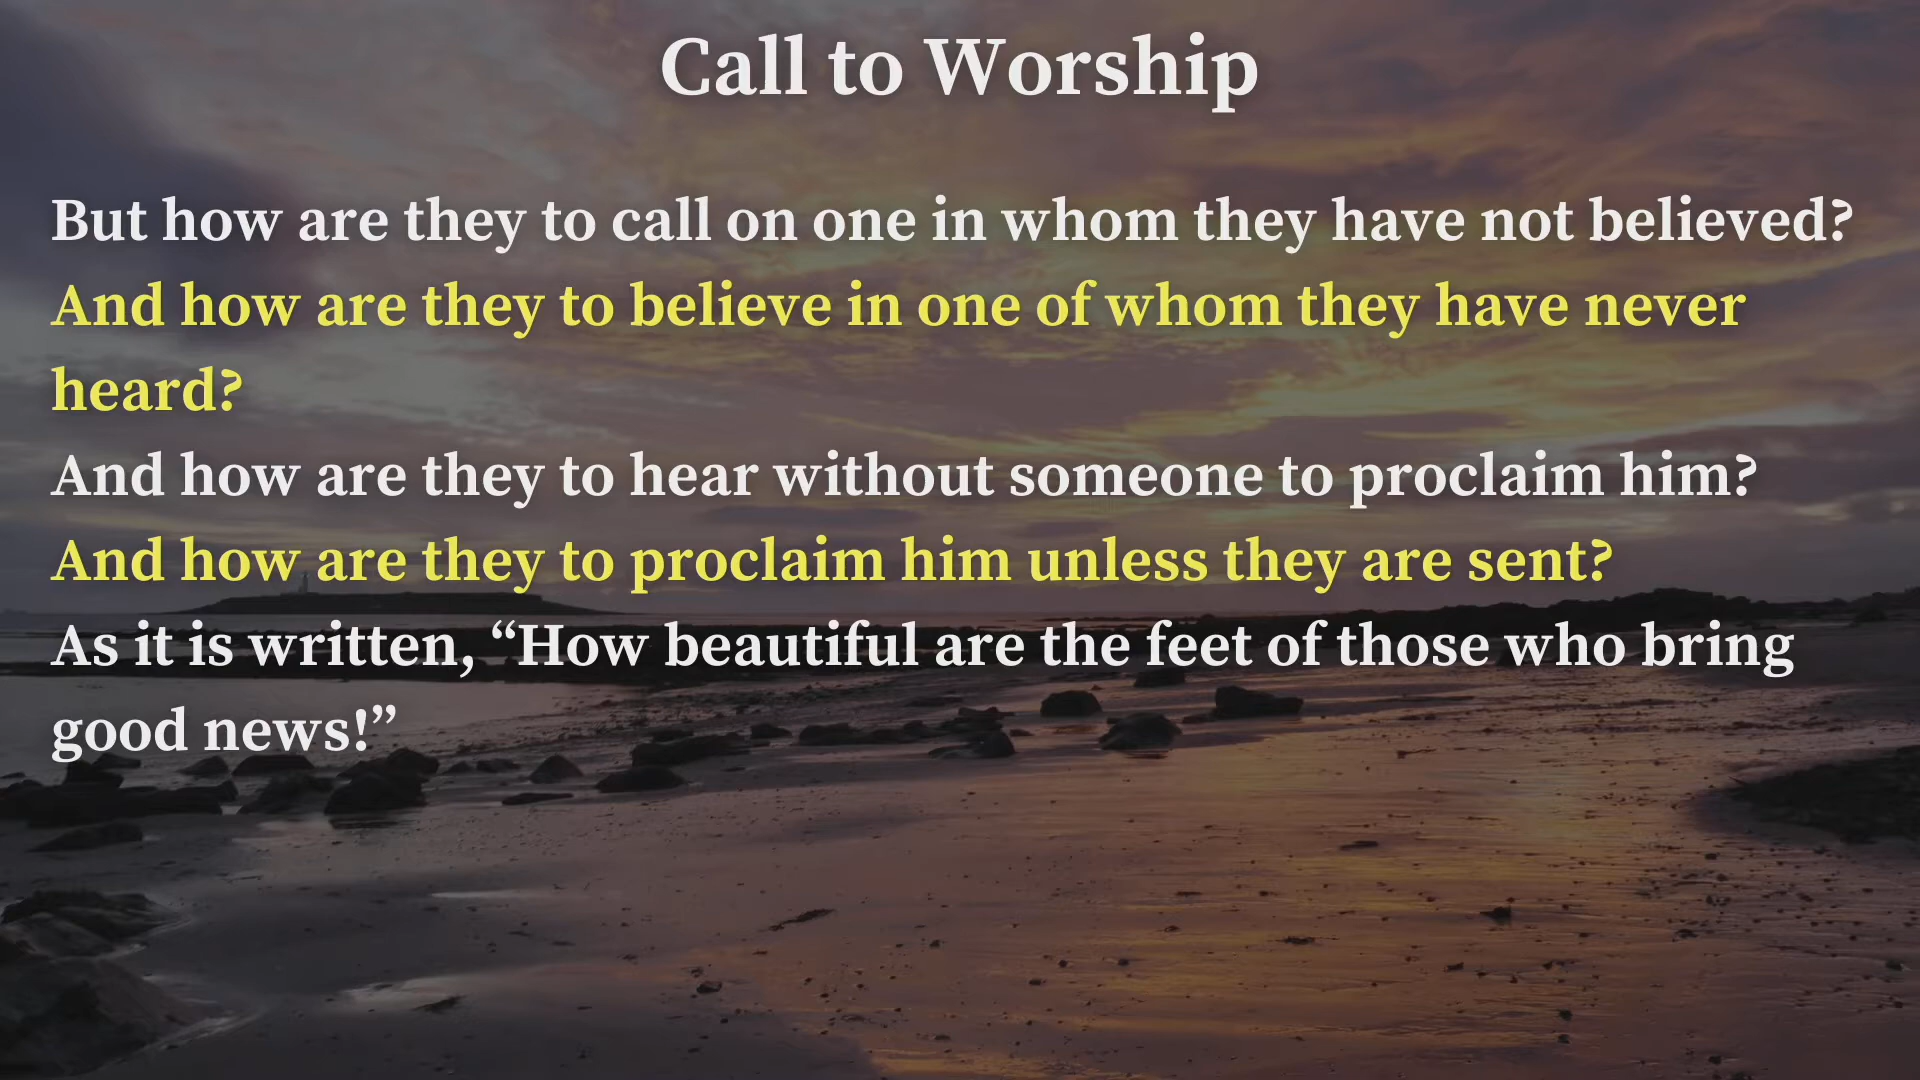 Call to Worship
But how are they to call on one in whom they have not believed?
And how are they to believe in one of whom they have never
heard?
And how are they to hear without someone to proclaim him?
And how are they to proclaim him unless they are sent?
As it is written, “How beautiful are the feet of those who bring
good news!”